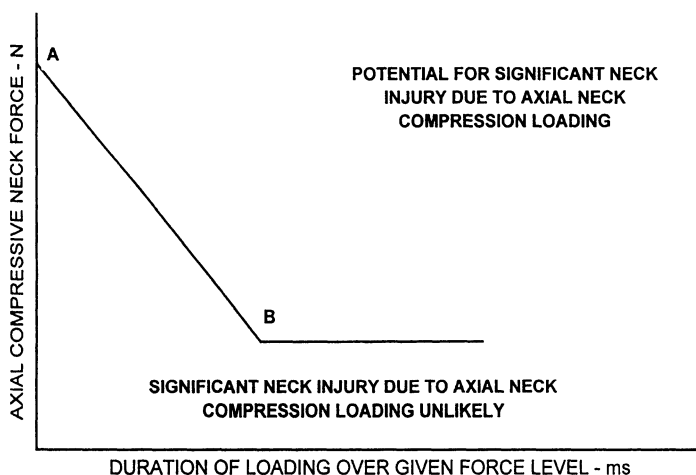 AXIAL COMPRESSIVE NECK FORCE - N
A
POTENTIAL FOR SIGNIFICANT NECK
INJURY DUE TO AXIAL NECK
COMPRESSION LOADING
B
SIGNIFICANT NECK INJURY DUE TO AXIAL NECK
COMPRESSION LOADING UNLIKELY
DURATION OF LOADING OVER GIVEN FORCE LEVEL - ms